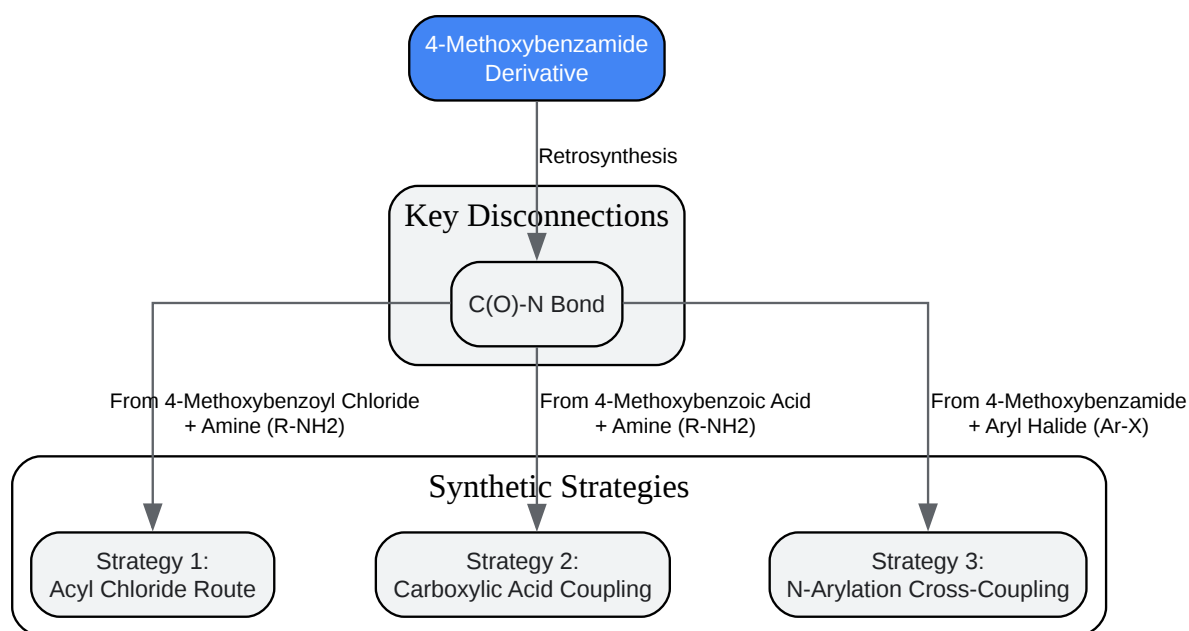 4-Methoxybenzamide
Derivative
Retrosynthesis
Key Disconnections
C(O)-N Bond
From 4-Methoxybenzoyl Chloride
+ Amine (R-NH2)
From 4-Methoxybenzoic Acid
+ Amine (R-NH2)
From 4-Methoxybenzamide
+ Aryl Halide (Ar-X)
Synthetic Strategies
Strategy 1:
Acyl Chloride Route
Strategy 2:
Carboxylic Acid Coupling
Strategy 3:
N-Arylation Cross-Coupling